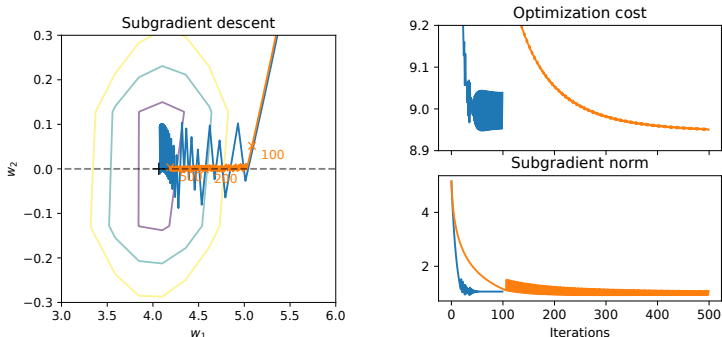 Subgradient descent
0.3
0.2
0.1
0.0
−0.1
−0.2
−0.3
w₂
3.0 3.5 4.0 4.5 5.0 5.5 6.0
w₁
100
200
500
Optimization cost
9.2
9.1
9.0
8.9
Subgradient norm
4
2
0 100 200 300 400 500
Iterations